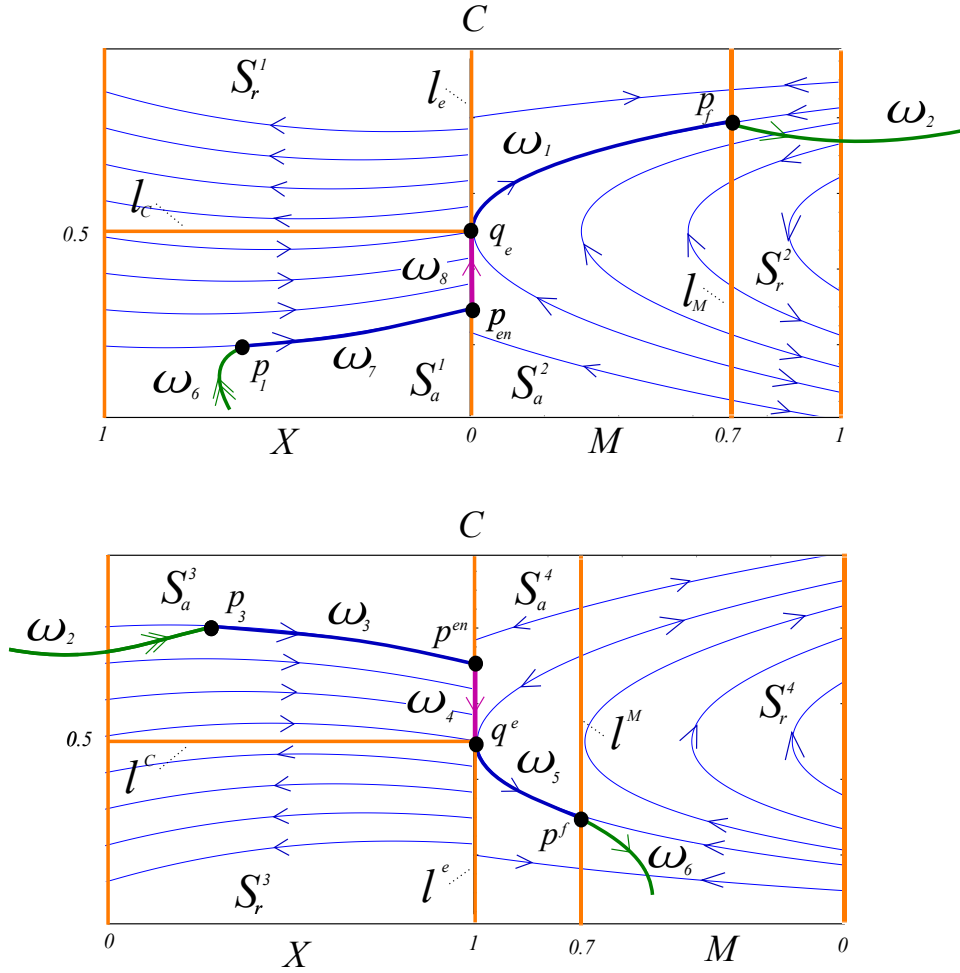 C
S_r^1
l_e
p_f
ω_2
ω_1
l_C
0.5
q_e
S_r^2
ω_8
l_M
p_en
p_1
ω_6
ω_7
S_a^1
S_a^2
1
X
0
M
0.7
1
C
S_a^3
p_3
ω_3
S_a^4
ω_2
p^en
ω_4
q^e
l^M
S_r^4
0.5
l^C
ω_5
p^f
ω_6
S_r^3
l^e
0
X
1
0.7
M
0